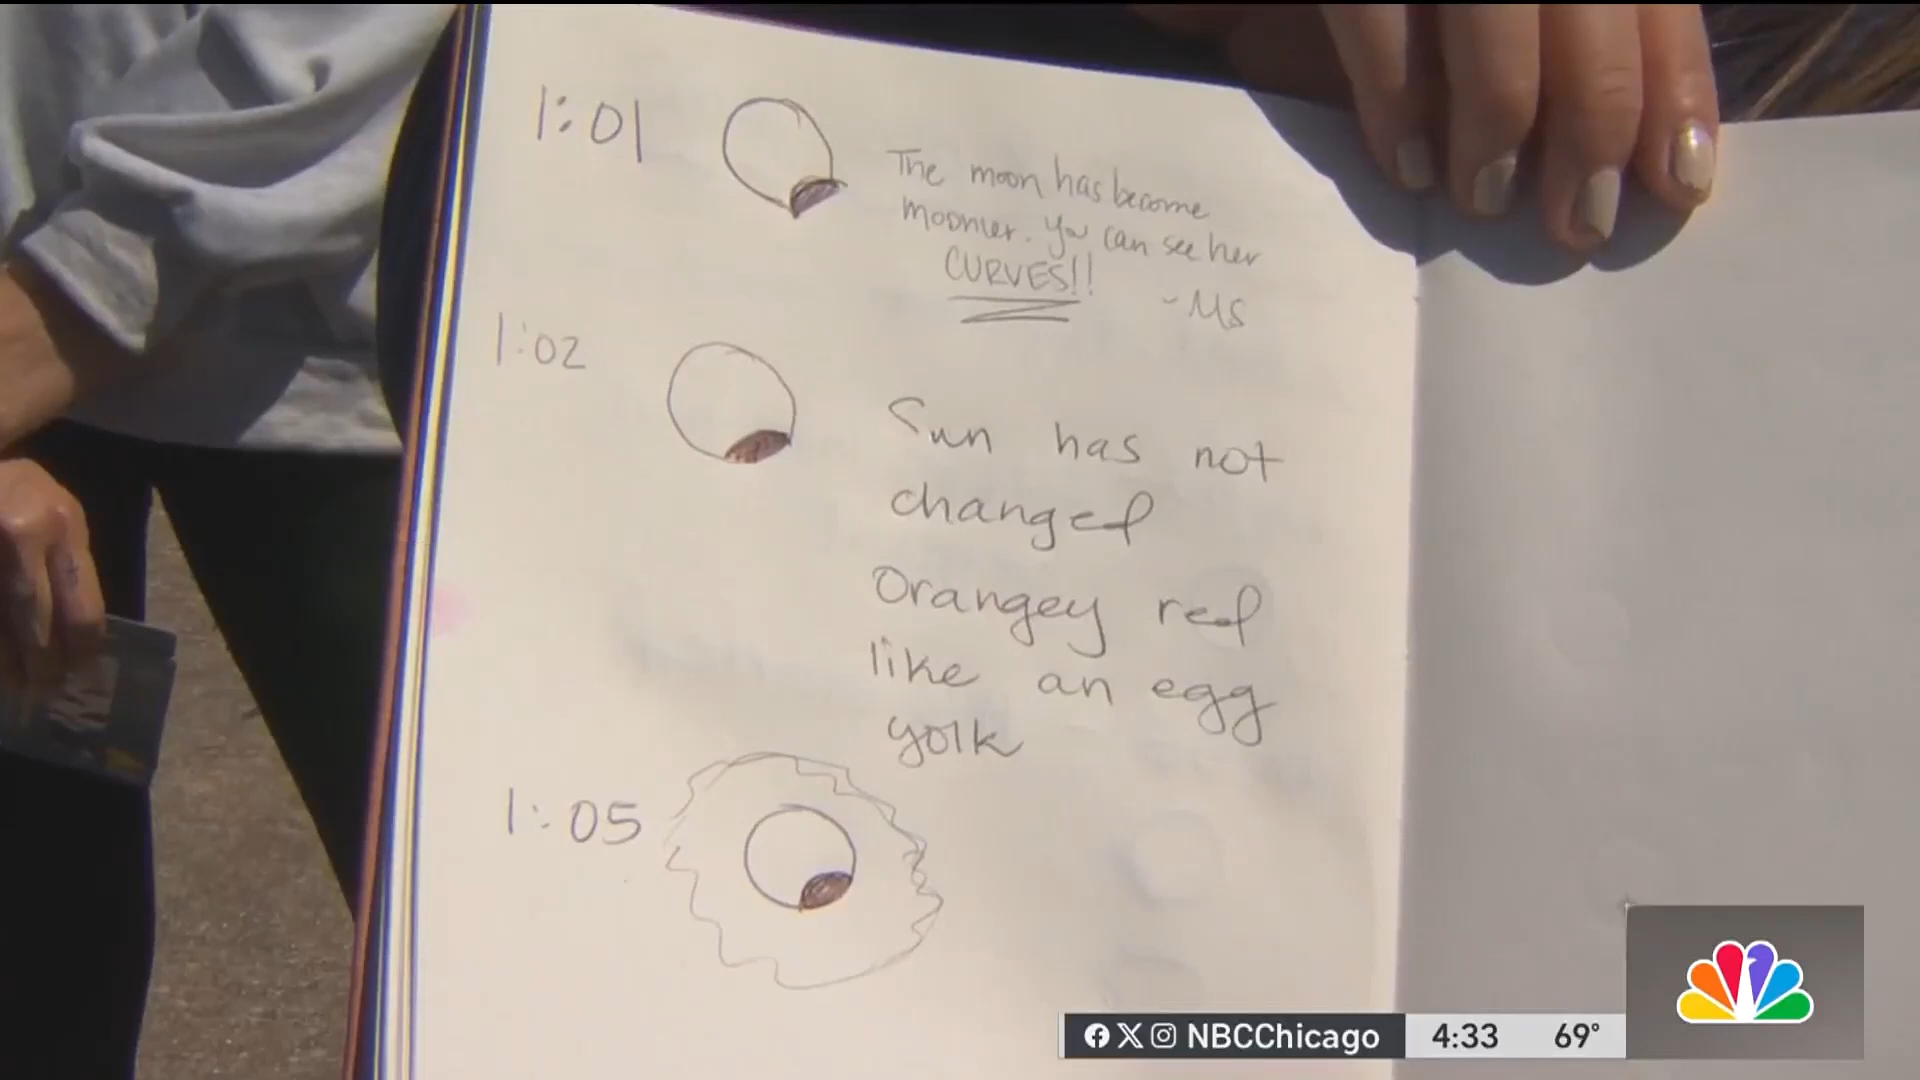 1:01
The moon has become
moonier. You can see her
CURVES!!
- MS
1:02
Sun has not
changed
Orangey red
like an egg
yolk
1:05
NBCChicago
4:33 69°